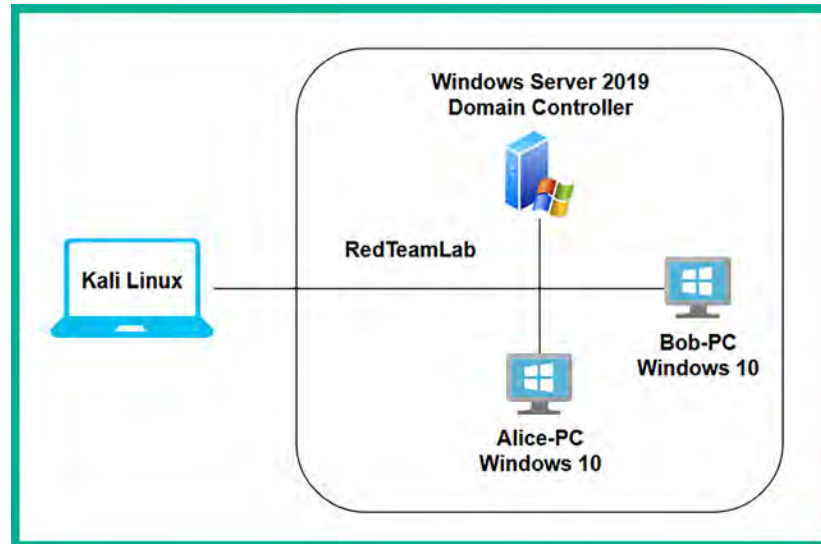 Windows Server 2019
Domain Controller
RedTeamLab
Kali Linux
Bob-PC
Windows 10
Alice-PC
Windows 10